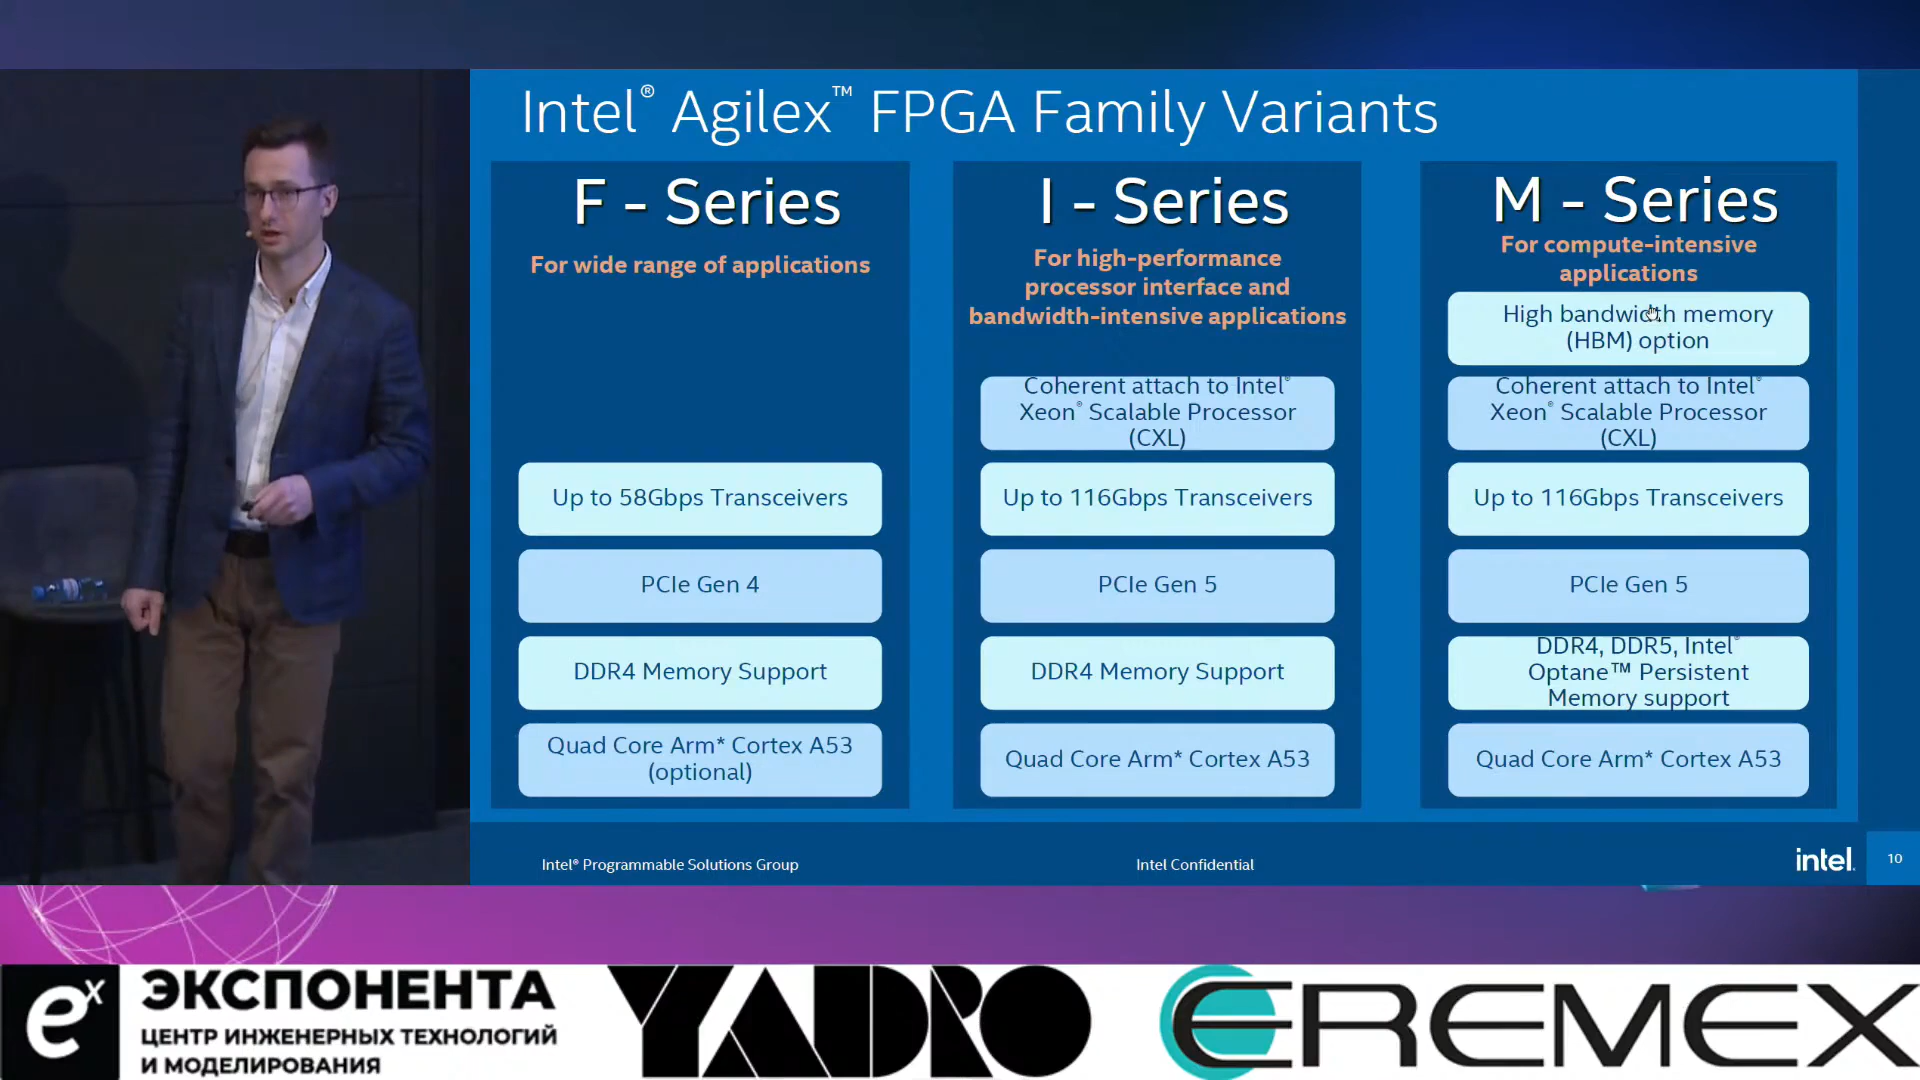 Intel® Agilex™ FPGA Family Variants
F - Series
For wide range of applications
Up to 58Gbps Transceivers
PCIe Gen 4
DDR4 Memory Support
Quad Core Arm* Cortex A53
(optional)
I - Series
For high-performance
processor interface and
bandwidth-intensive applications
Coherent attach to Intel®
Xeon® Scalable Processor
(CXL)
Up to 116Gbps Transceivers
PCIe Gen 5
DDR4 Memory Support
Quad Core Arm* Cortex A53
M - Series
For compute-intensive
applications
High bandwidth memory
(HBM) option
Coherent attach to Intel®
Xeon® Scalable Processor
(CXL)
Up to 116Gbps Transceivers
PCIe Gen 5
DDR4, DDR5, Intel®
Optane™ Persistent
Memory support
Quad Core Arm* Cortex A53
Intel® Programmable Solutions Group
Intel Confidential
intel.
10
ex
ЭКСПОНЕНТА
ЦЕНТР ИНЖЕНЕРНЫХ ТЕХНОЛОГИЙ
И МОДЕЛИРОВАНИЯ
YADRO
EREMEX